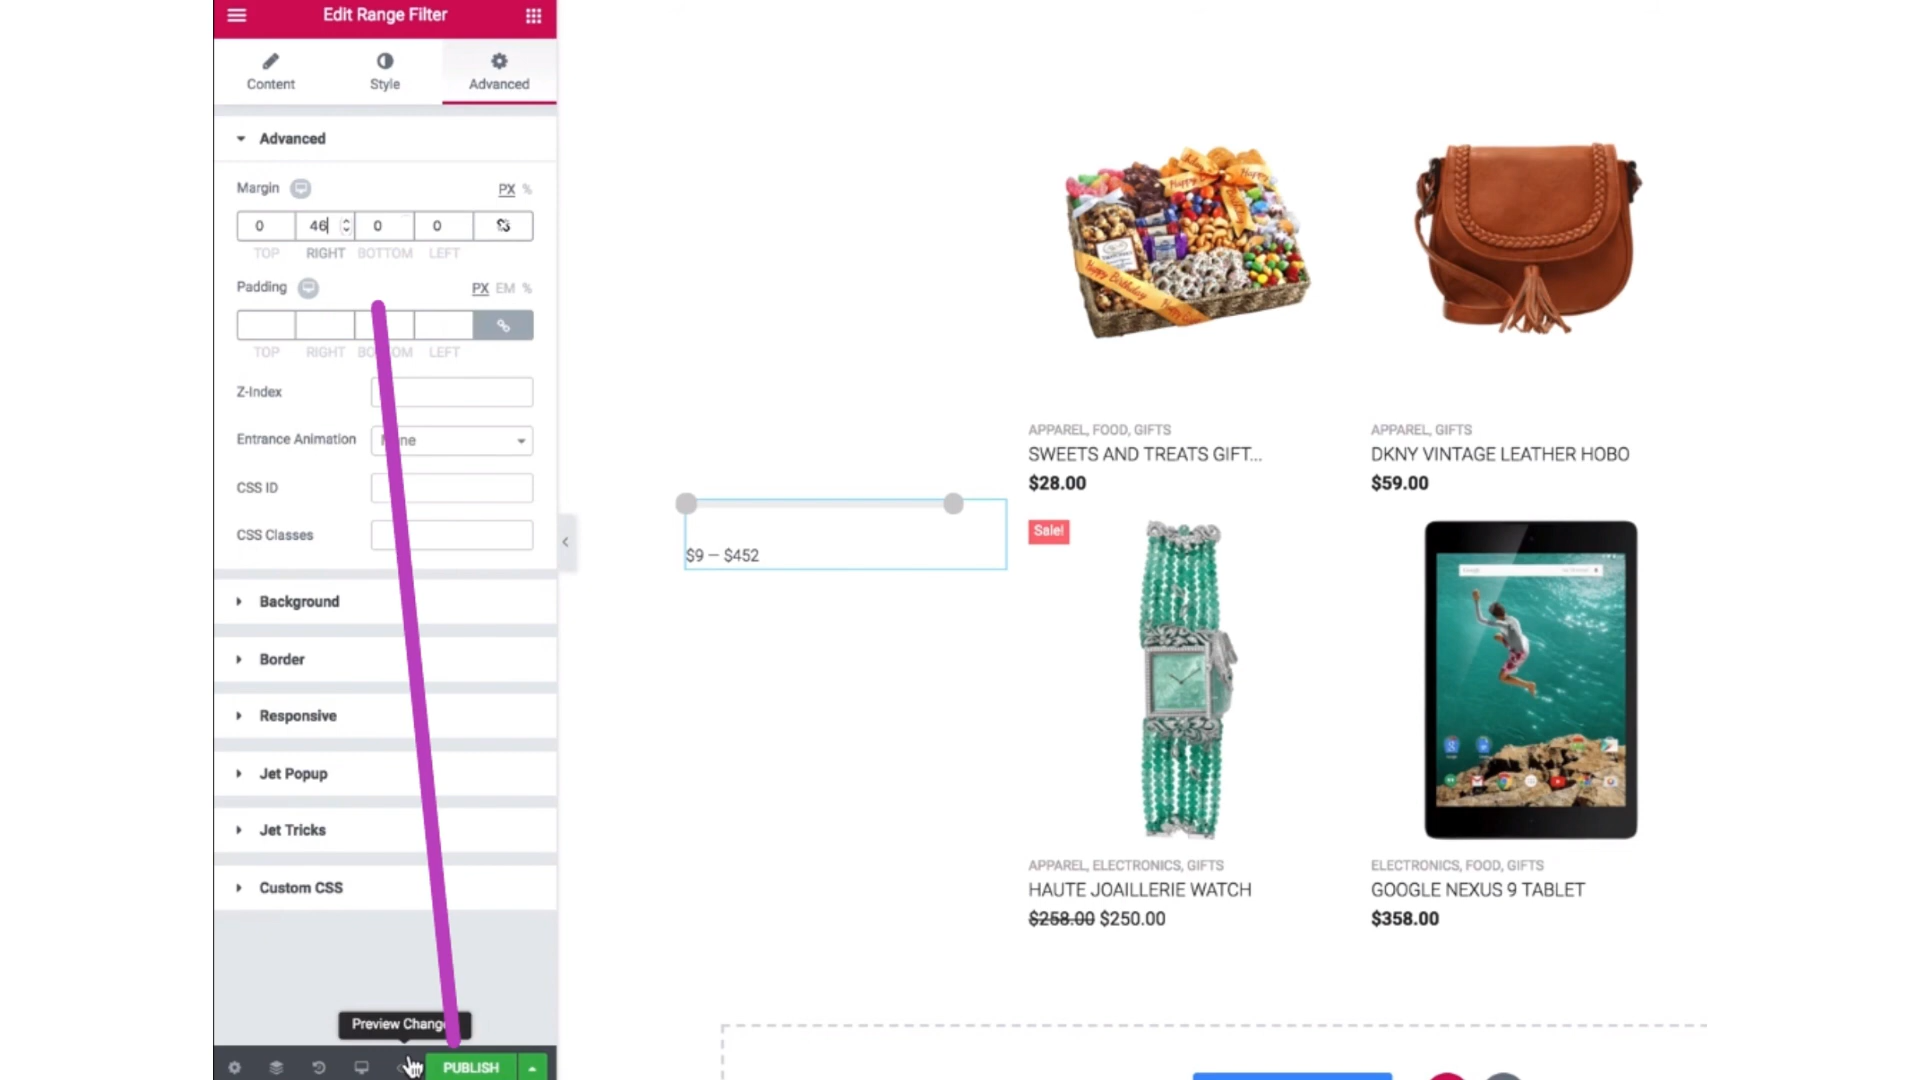 Edit Range Filter
Content
Style
Advanced
Advanced
Margin
PX %
0 46 0 0
TOP RIGHT BOTTOM LEFT
Padding
PX EM %
TOP RIGHT LEFT
Z-Index
Entrance Animation
CSS ID
CSS Classes
Background
Border
Responsive
Jet Popup
Jet Tricks
Custom CSS
Preview
PUBLISH
$9 — $452
Happy Birthday
APPAREL, FOOD, GIFTS
SWEETS AND TREATS GIFT...
$28.00
APPAREL, GIFTS
DKNY VINTAGE LEATHER HOBO
$59.00
Sale!
Google
APPAREL, ELECTRONICS, GIFTS
HAUTE JOAILLERIE WATCH
$258.00 $250.00
ELECTRONICS, FOOD, GIFTS
GOOGLE NEXUS 9 TABLET
$358.00